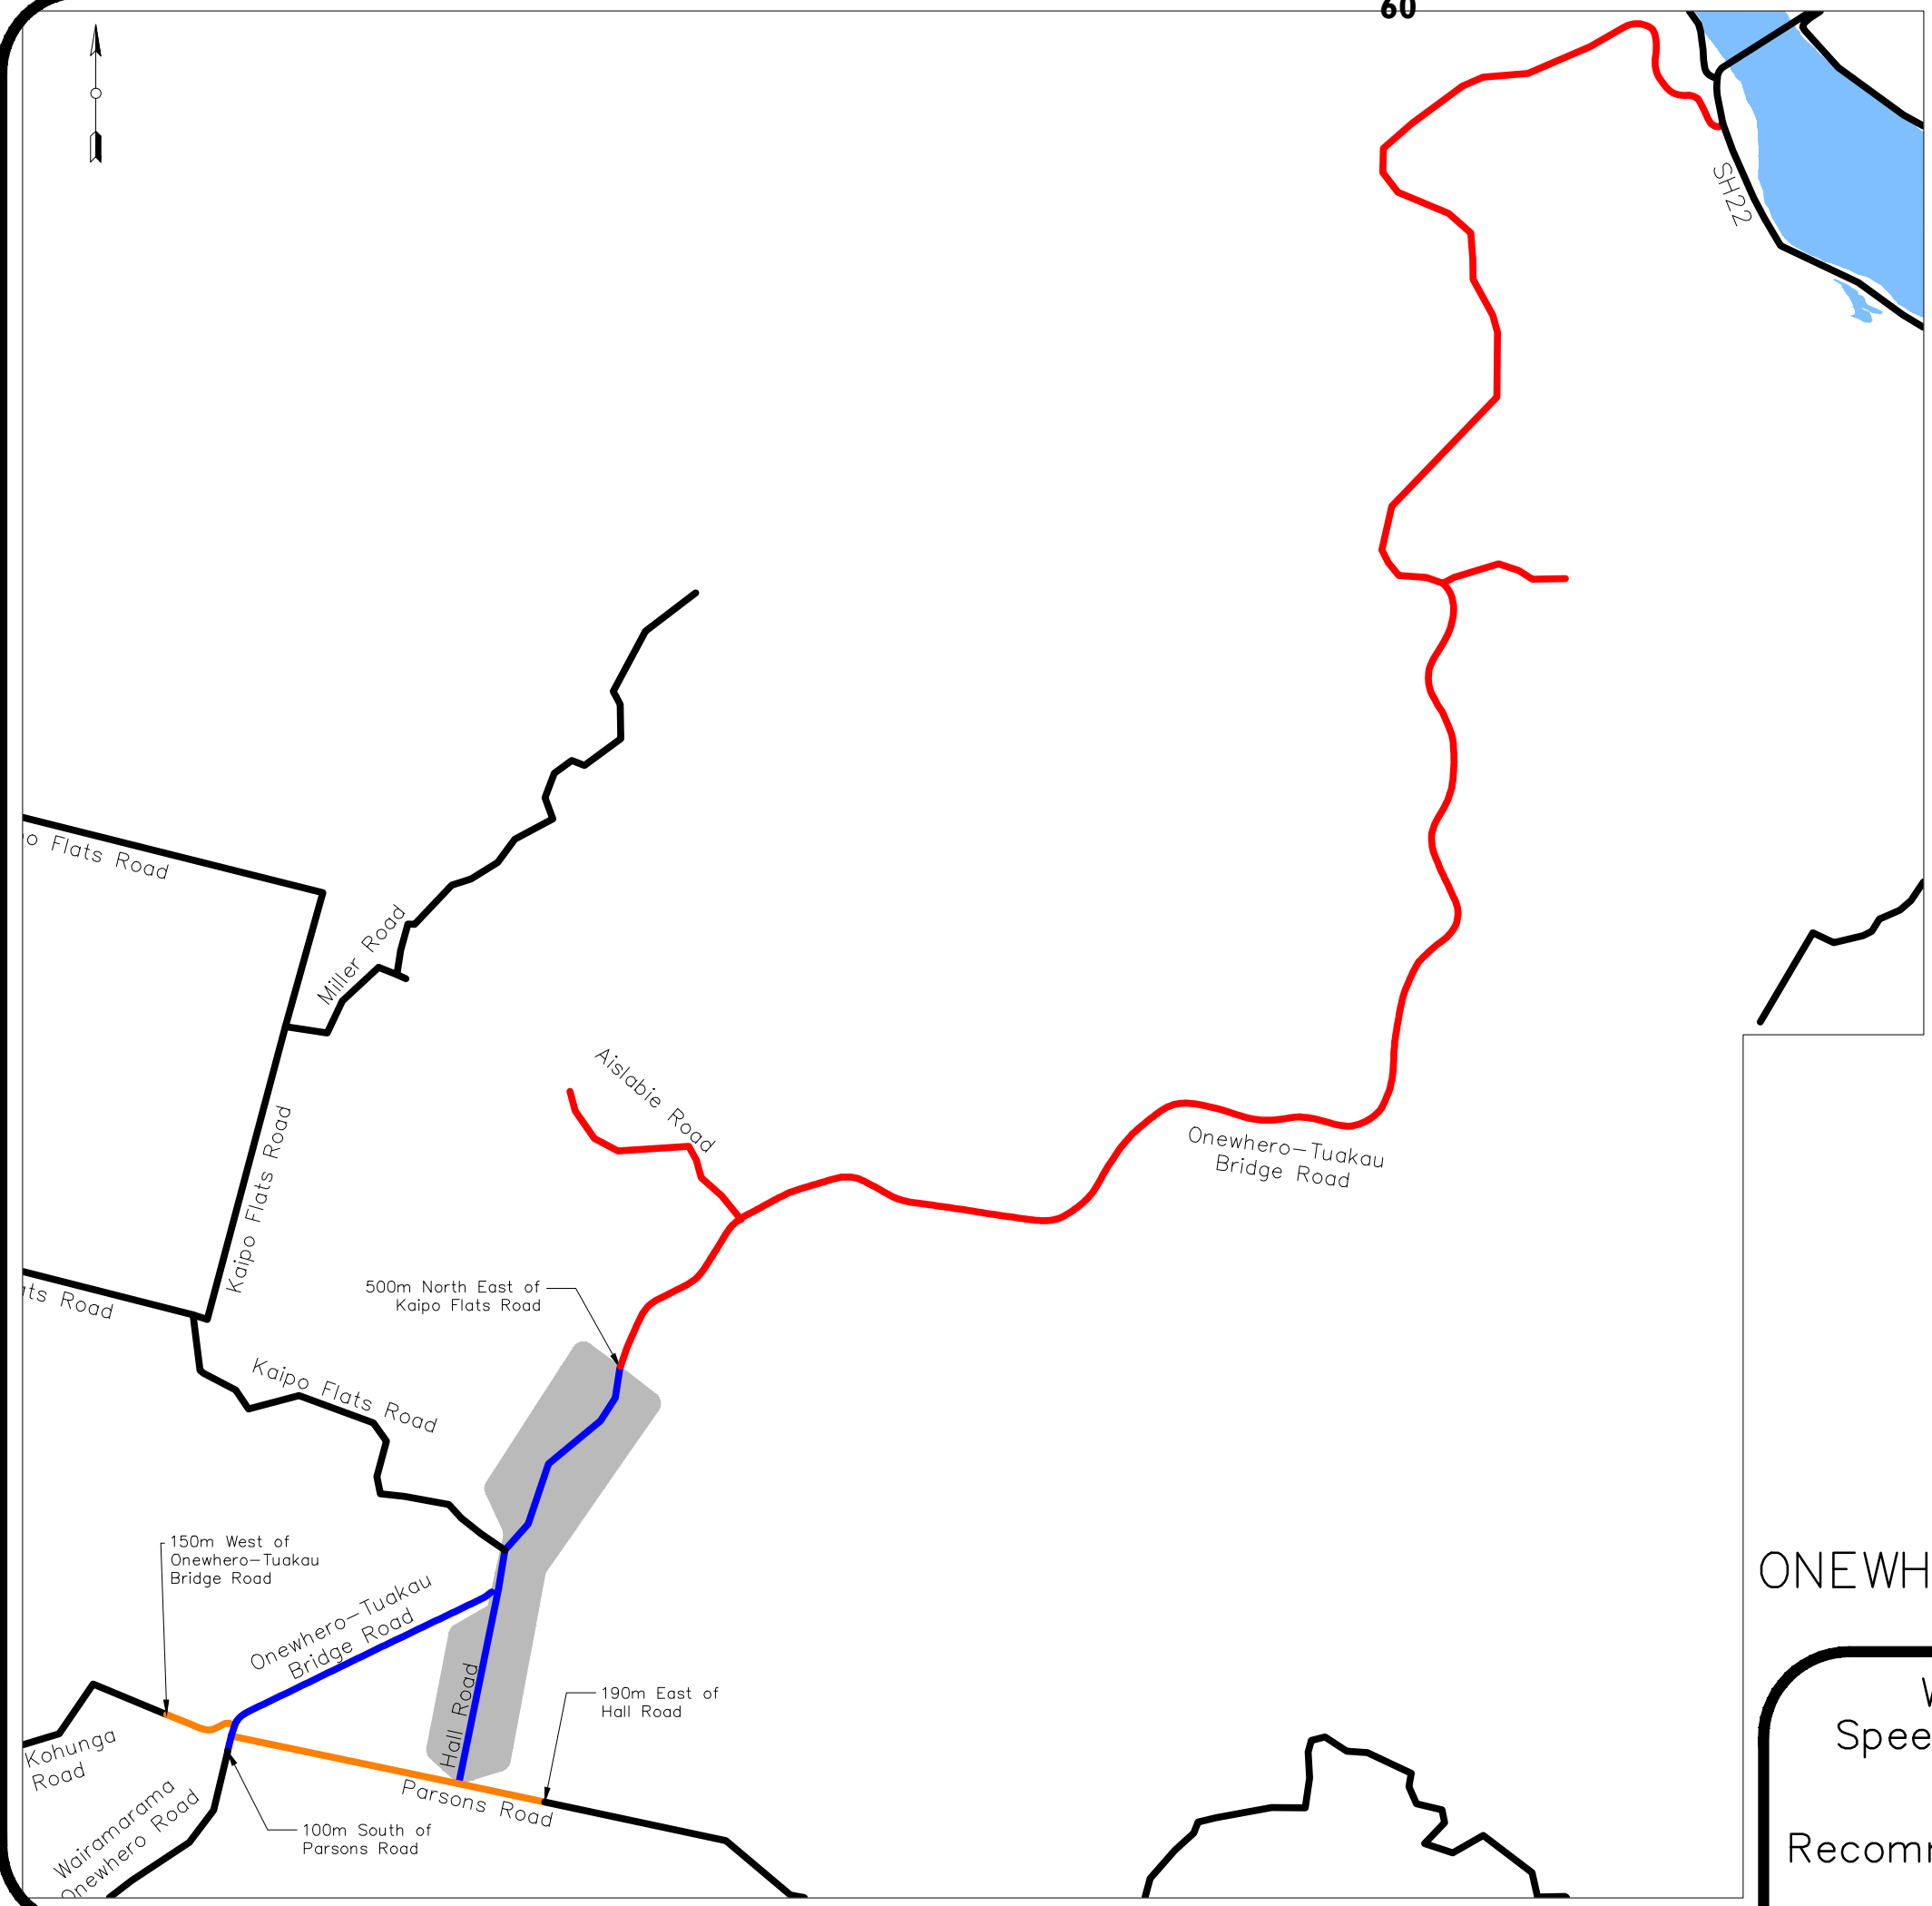 60
SH22
o Flats Road
Miller Road
Aislabie Road
Kaipo Flats Road
Onewhero-Tuakau
Bridge Road
500m North East of
Kaipo Flats Road
ts Road
Kaipo Flats Road
150m West of
Onewhero-Tuakau
Bridge Road
ONEWH
Onewhero-Tuakau
Bridge Road
Hall Road
190m East of
Hall Road
Spee
Kohunga
Road
Parsons Road
Wairamarama
Onewhero Road
100m South of
Parsons Road
Recom